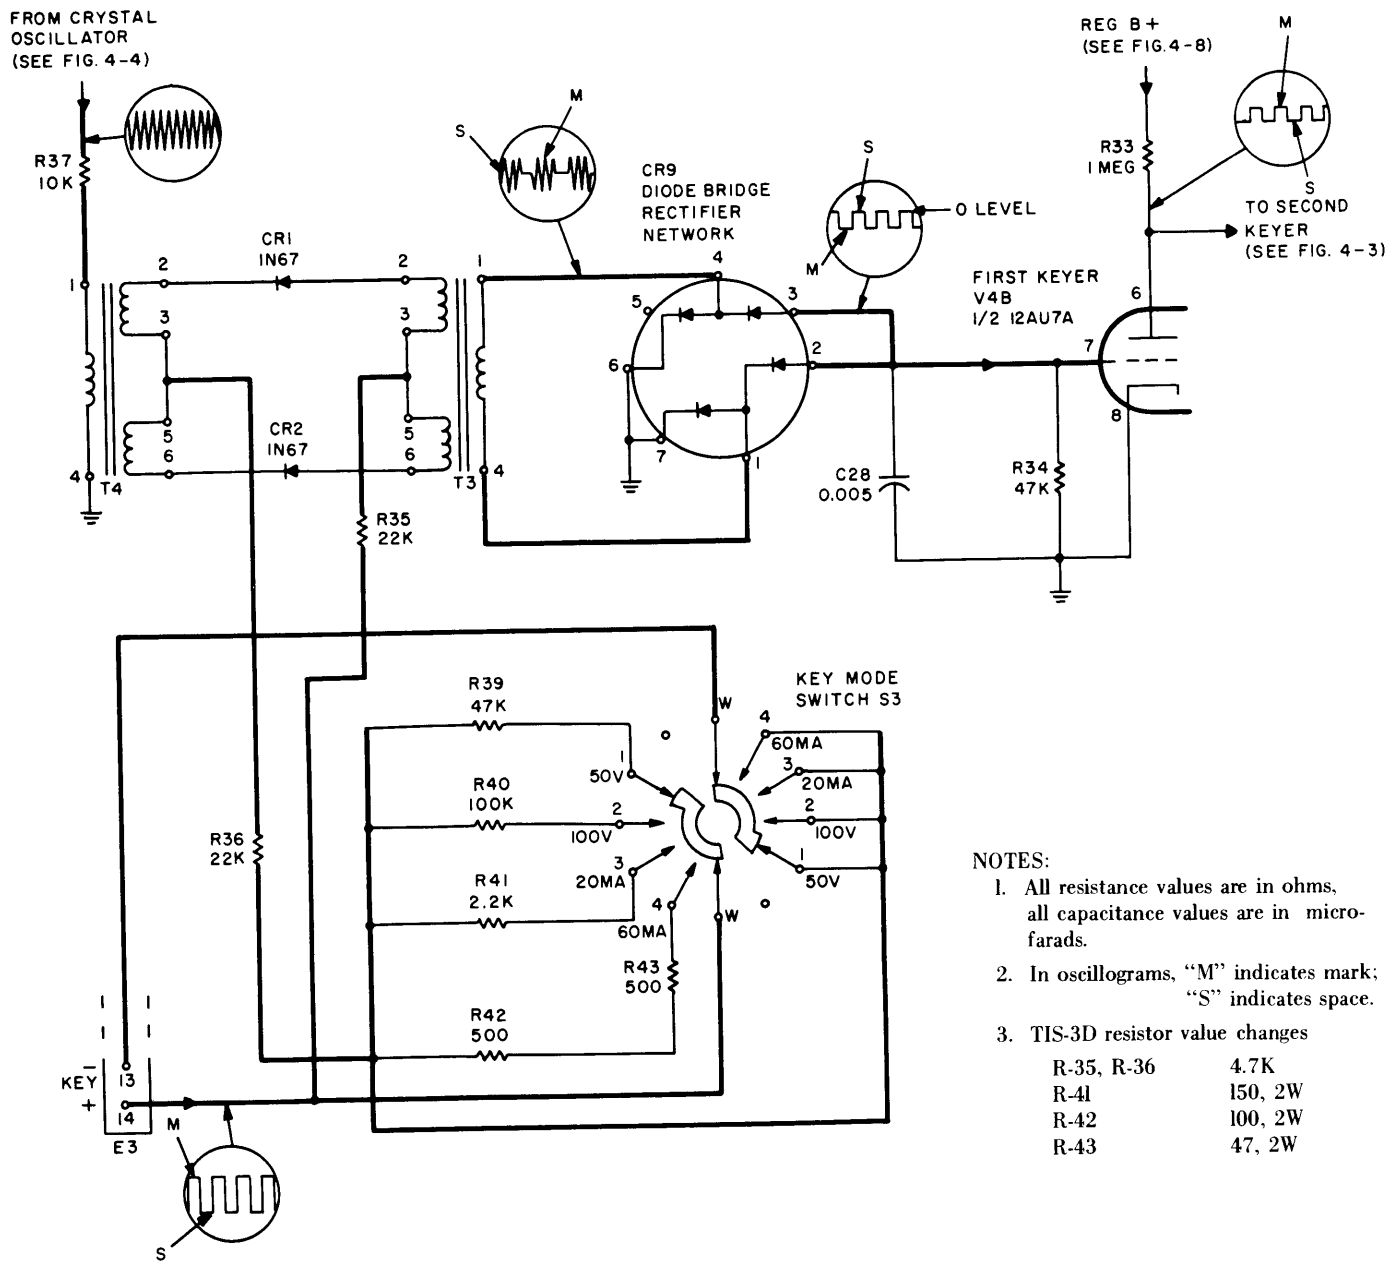 FROM CRYSTAL
OSCILLATOR
(SEE FIG. 4-4)
R37
10K
S
M
CR9
DIODE BRIDGE
RECTIFIER
NETWORK
S
M
O LEVEL
REG B+
(SEE FIG. 4-8)
M
S
R33
1 MEG
TO SECOND
KEYER
(SEE FIG. 4-3)
FIRST KEYER
V4B
1/2 12AU7A
6
7
8
1
4
T4
2
3
5
6
CR1
1N67
CR2
1N67
2
3
5
6
T3
1
4
4
5
3
2
6
7
1
C28
0.005
R34
47K
R35
22K
R36
22K
R39
47K
R40
100K
R41
2.2K
R43
500
R42
500
KEY MODE
SWITCH S3
W
1
50V
2
100V
3
20MA
4
60MA
4
60MA
3
20MA
2
100V
1
50V
W
KEY
−
13
+
14
E3
M
S
NOTES:
1. All resistance values are in ohms,
all capacitance values are in micro-
farads.
2. In oscillograms, “M” indicates mark;
“S” indicates space.
3. TIS-3D resistor value changes
R-35, R-36 4.7K
R-41 150, 2W
R-42 100, 2W
R-43 47, 2W